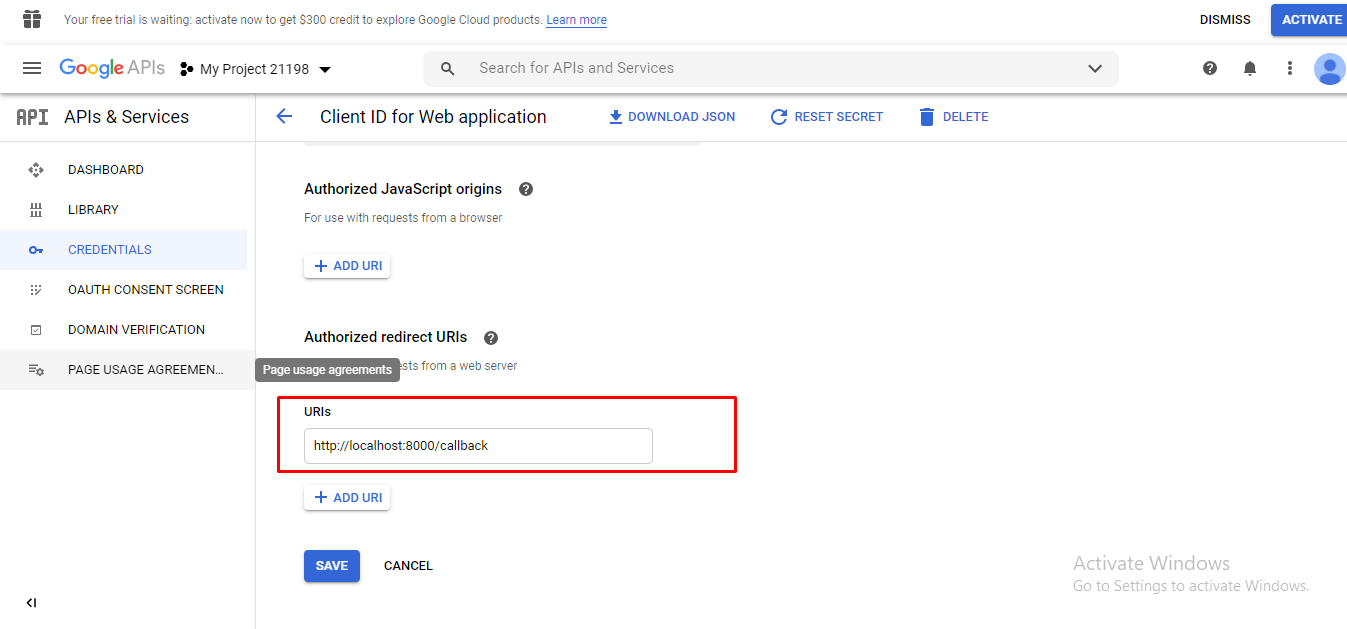 Your free trial is waiting: activate now to get $300 credit to explore Google Cloud products. Learn more
DISMISS
ACTIVATE
Google APIs
My Project 21198
Search for APIs and Services
API APIs & Services
Client ID for Web application
DOWNLOAD JSON
RESET SECRET
DELETE
DASHBOARD
LIBRARY
CREDENTIALS
OAUTH CONSENT SCREEN
DOMAIN VERIFICATION
PAGE USAGE AGREEMEN...
Page usage agreements
Authorized JavaScript origins
For use with requests from a browser
ADD URI
Authorized redirect URIs
ests from a web server
URIs
http://localhost:8000/callback
ADD URI
SAVE
CANCEL
Activate Windows
Go to Settings to activate Windows.